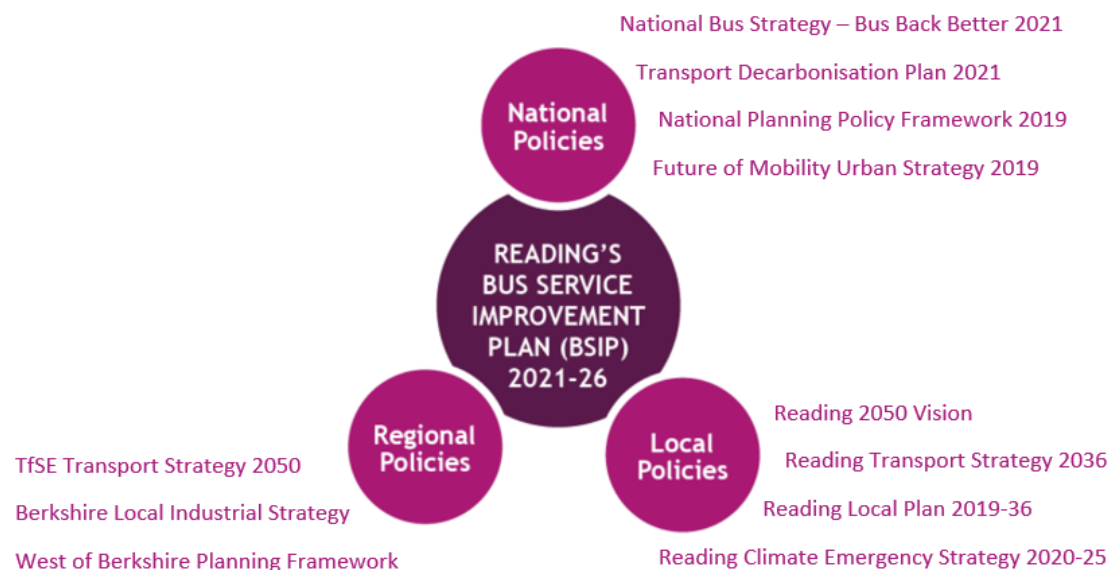 National Bus Strategy – Bus Back Better 2021
Transport Decarbonisation Plan 2021
National Planning Policy Framework 2019
Future of Mobility Urban Strategy 2019
National
Policies
READING'S
BUS SERVICE
IMPROVEMENT
PLAN (BSIP)
2021-26
Regional
Policies
TfSE Transport Strategy 2050
Berkshire Local Industrial Strategy
West of Berkshire Planning Framework
Local
Policies
Reading 2050 Vision
Reading Transport Strategy 2036
Reading Local Plan 2019-36
Reading Climate Emergency Strategy 2020-25